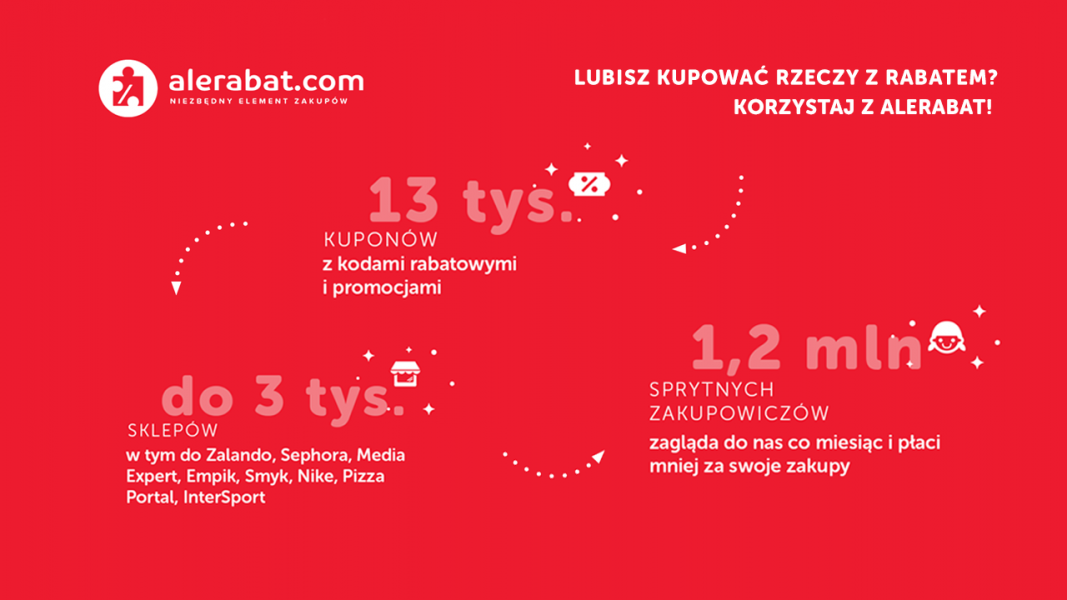 alerabat.com
NIEZBĘDNY ELEMENT ZAKUPÓW
LUBISZ KUPOWAĆ RZECZY Z RABATEM?
KORZYSTAJ Z ALERABAT!
13 tys.
KUPONÓW
z kodami rabatowymi
i promocjami
do 3 tys.
SKLEPÓW
w tym do Zalando, Sephora, Media
Expert, Empik, Smyk, Nike, Pizza
Portal, InterSport
1,2 mln
SPRYTNYCH
ZAKUPOWICZÓW
zagląda do nas co miesiąc i płaci
mniej za swoje zakupy